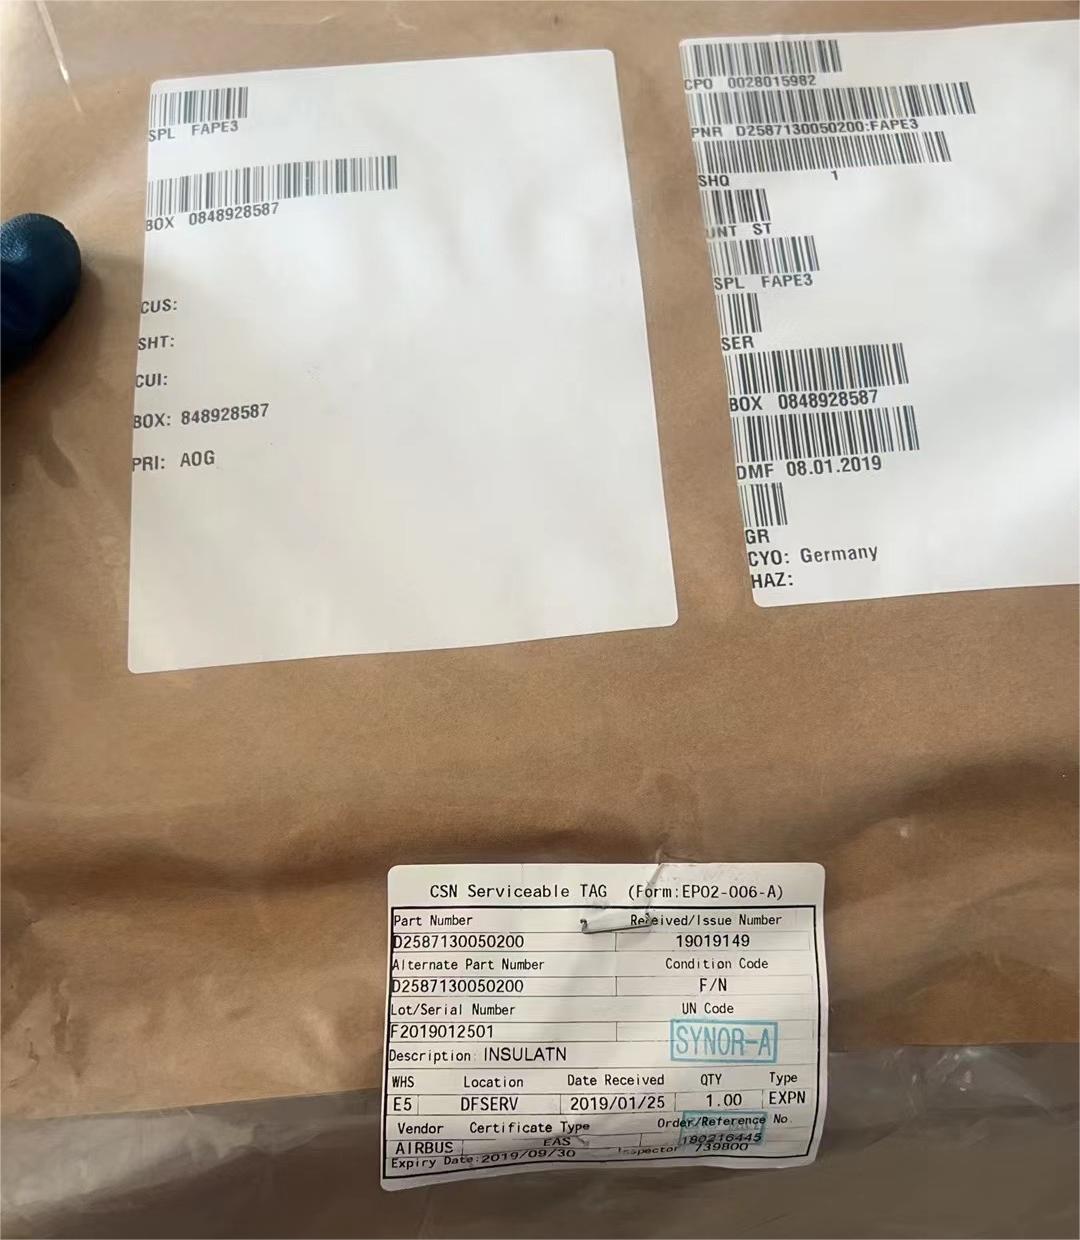 SPL FAPE3
BOX 0848928587
CUS:
SHT:
CUI:
BOX: 848928587
PRI: AOG
CPO 0028015982
PNR D2587130050200:FAPE3
SHQ 1
UNT ST
SPL FAPE3
SER
BOX 0848928587
DMF 08.01.2019
GR
CYO: Germany
HAZ:
CSN Serviceable TAG (Form:EP02-006-A)
Part Number Received/Issue Number
D2587130050200 19019149
Alternate Part Number Condition Code
D2587130050200 F/N
Lot/Serial Number UN Code
F2019012501
SYNOR-A
Description: INSULATN
WHS Location Date Received QTY Type
E5 DFSERV 2019/01/25 1.00 EXPN
Vendor Certificate Type Order/Reference No.
AIRBUS EAS 180216445
Expiry Date:2019/09/30 Inspector 739800